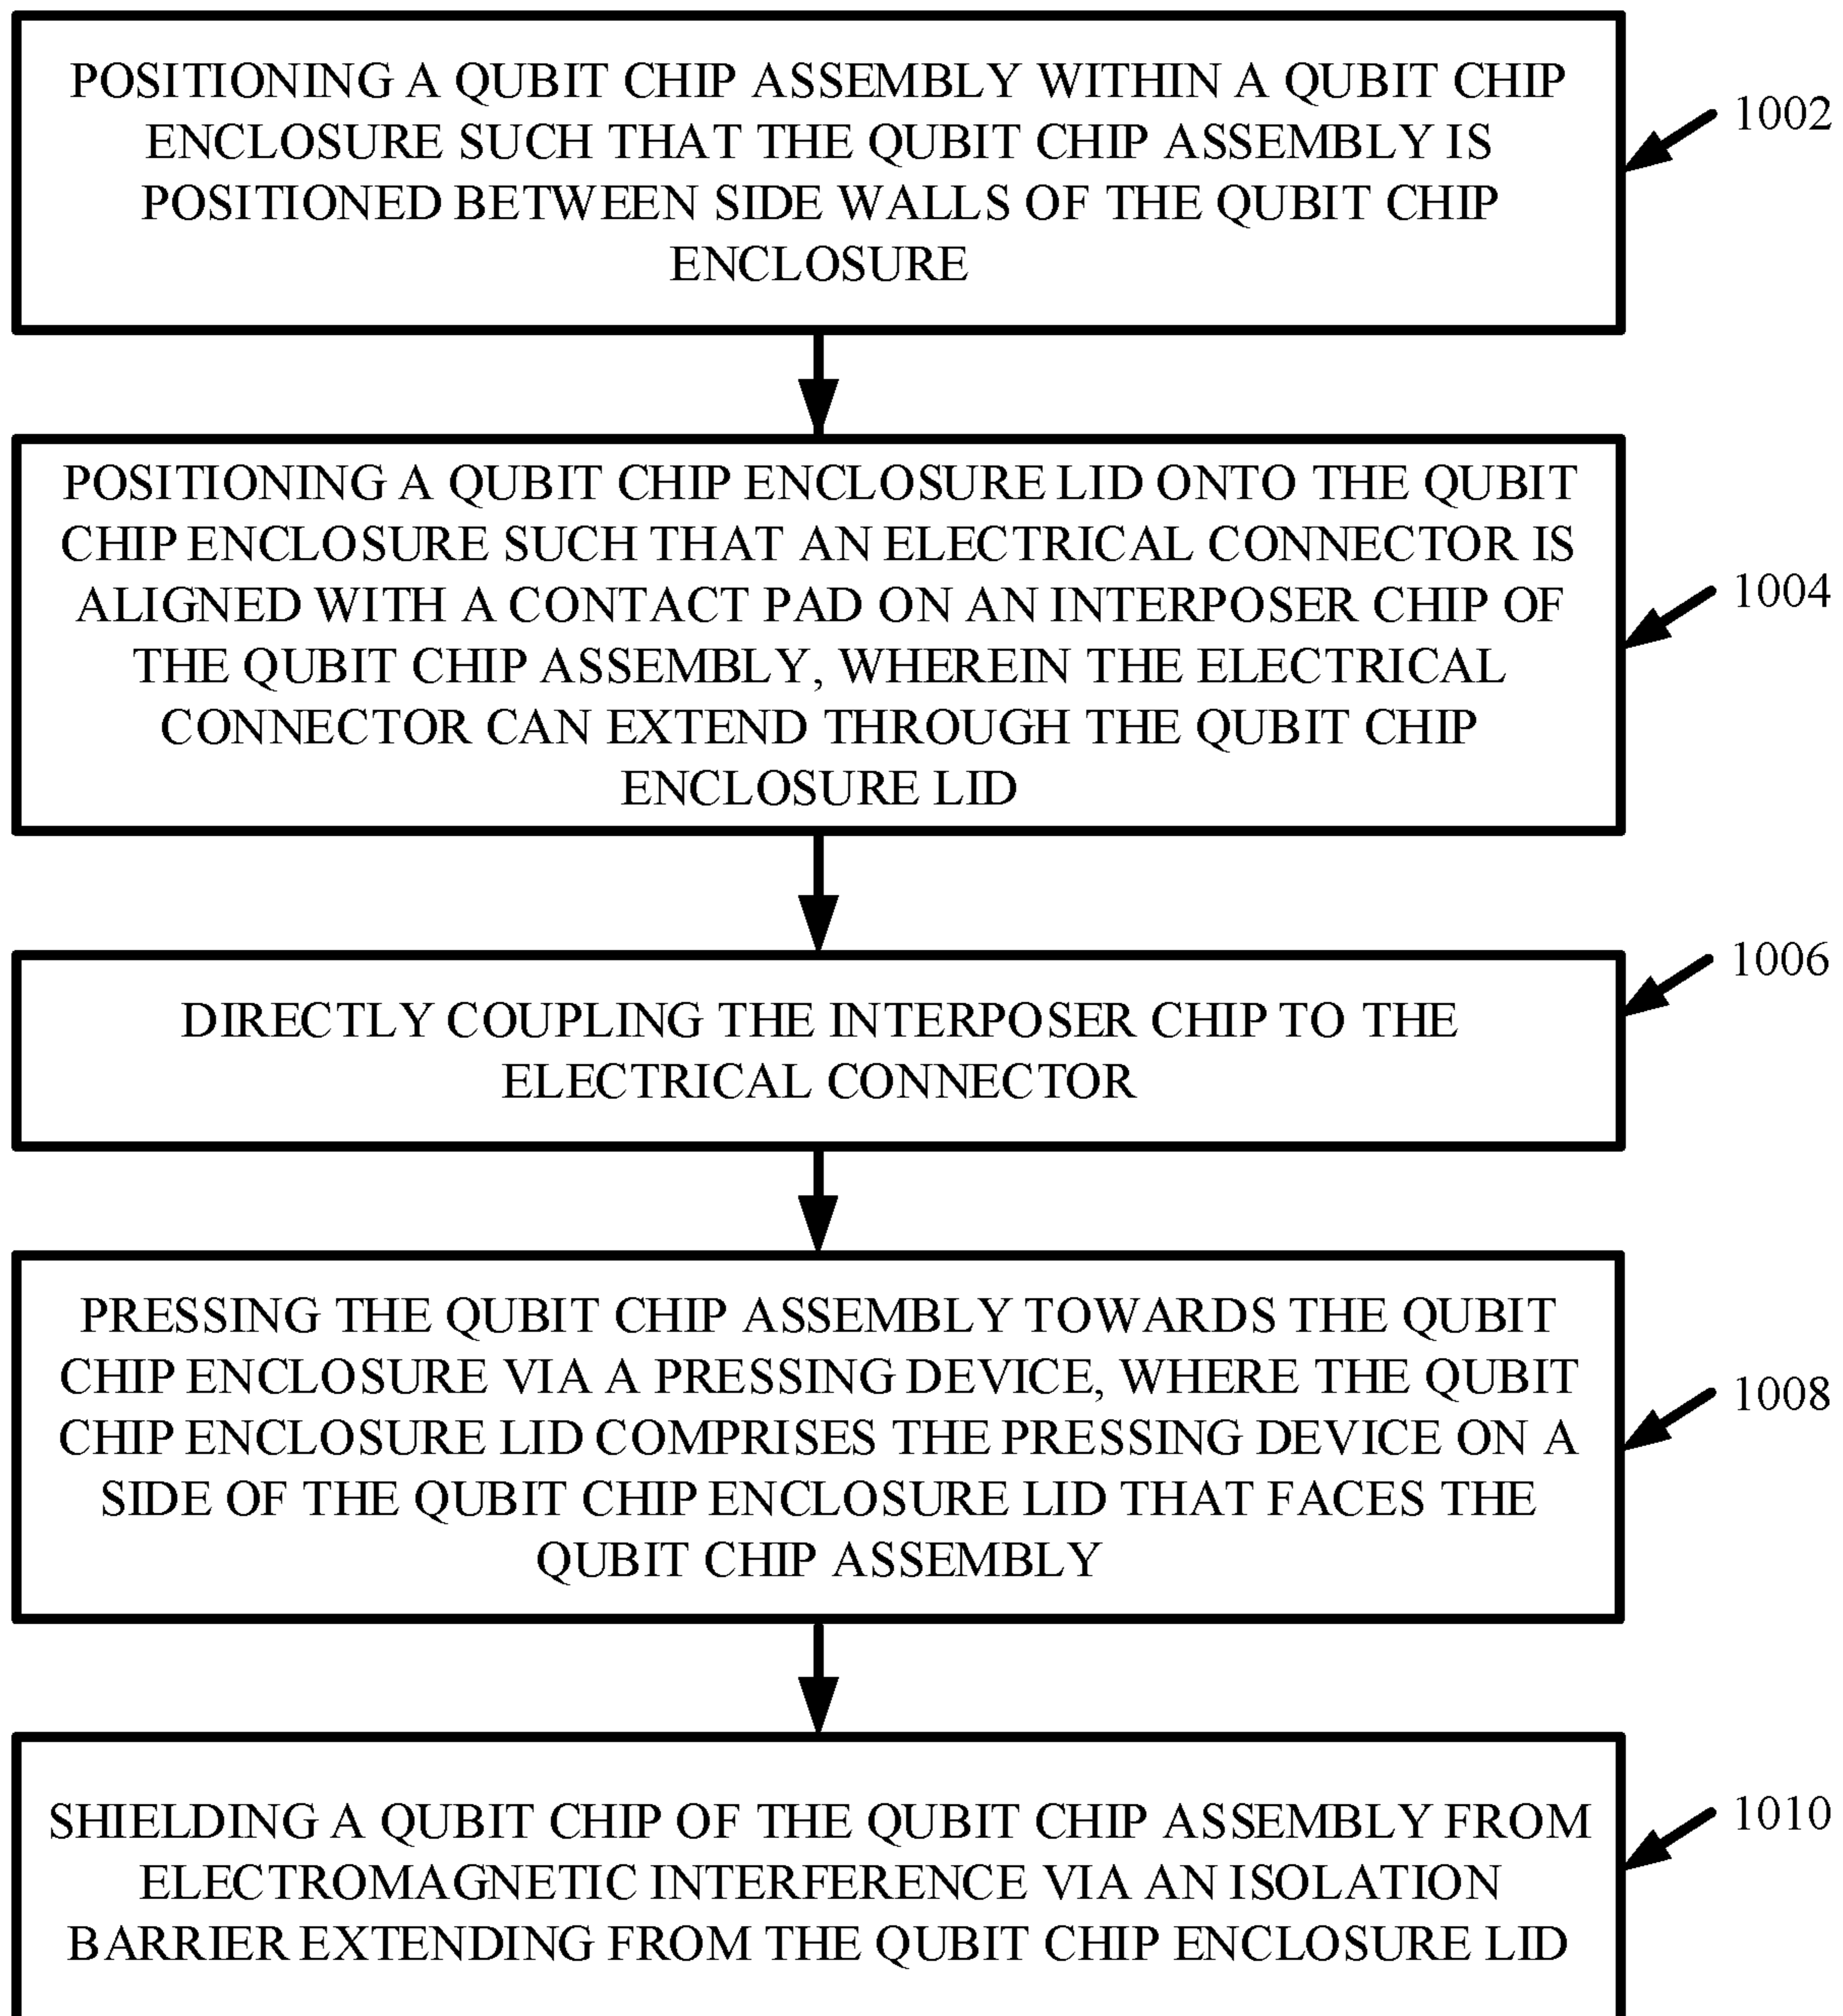 POSITIONING A QUBIT CHIP ASSEMBLY WITHIN A QUBIT CHIP
ENCLOSURE SUCH THAT THE QUBIT CHIP ASSEMBLY IS
POSITIONED BETWEEN SIDE WALLS OF THE QUBIT CHIP
ENCLOSURE
1002
POSITIONING A QUBIT CHIP ENCLOSURE LID ONTO THE QUBIT
CHIP ENCLOSURE SUCH THAT AN ELECTRICAL CONNECTOR IS
ALIGNED WITH A CONTACT PAD ON AN INTERPOSER CHIP OF
THE QUBIT CHIP ASSEMBLY, WHEREIN THE ELECTRICAL
CONNECTOR CAN EXTEND THROUGH THE QUBIT CHIP
ENCLOSURE LID
1004
DIRECTLY COUPLING THE INTERPOSER CHIP TO THE
ELECTRICAL CONNECTOR
1006
PRESSING THE QUBIT CHIP ASSEMBLY TOWARDS THE QUBIT
CHIP ENCLOSURE VIA A PRESSING DEVICE, WHERE THE QUBIT
CHIP ENCLOSURE LID COMPRISES THE PRESSING DEVICE ON A
SIDE OF THE QUBIT CHIP ENCLOSURE LID THAT FACES THE
QUBIT CHIP ASSEMBLY
1008
SHIELDING A QUBIT CHIP OF THE QUBIT CHIP ASSEMBLY FROM
ELECTROMAGNETIC INTERFERENCE VIA AN ISOLATION
BARRIER EXTENDING FROM THE QUBIT CHIP ENCLOSURE LID
1010